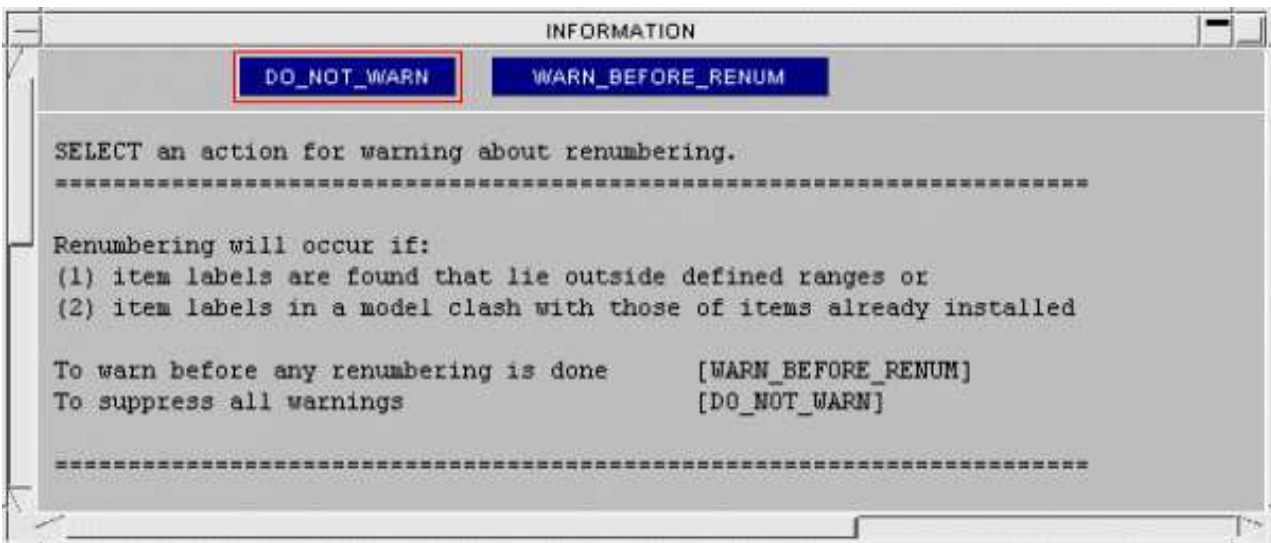 INFORMATION
DO_NOT_WARN WARN_BEFORE_RENUM
SELECT an action for warning about renumbering.
=======================================================================
Renumbering will occur if:
(1) item labels are found that lie outside defined ranges or
(2) item labels in a model clash with those of items already installed
To warn before any renumbering is done [WARN_BEFORE_RENUM]
To suppress all warnings [DO_NOT_WARN]
=======================================================================